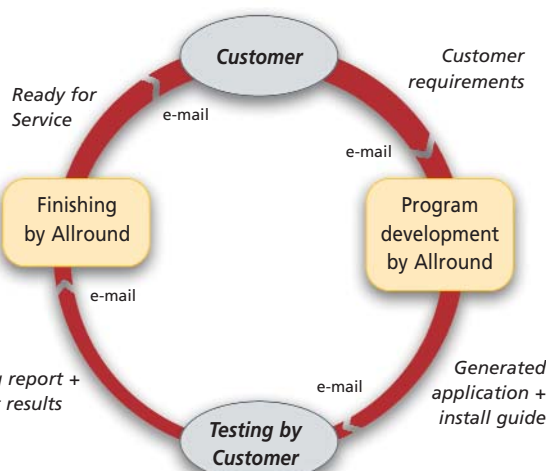 Customer
Customer
requirements
Ready for
Service
e-mail
e-mail
Finishing
by Allround
Program
development
by Allround
e-mail
report +
results
e-mail
Generated
application +
install guide
Testing by
Customer